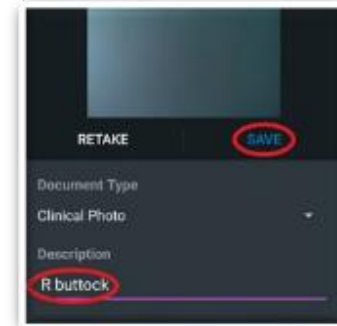 RETAKE SAVE
Document Type
Clinical Photo
Description
R buttock